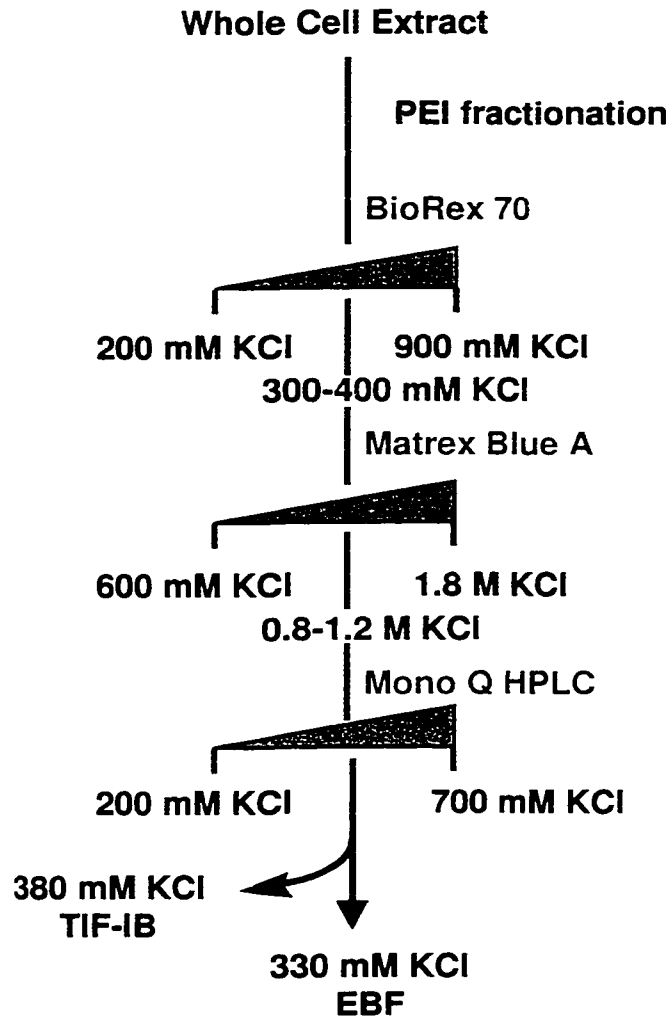 Whole Cell Extract
PEI fractionation
BioRex 70
200 mM KCl
900 mM KCl
300-400 mM KCl
Matrex Blue A
600 mM KCl
1.8 M KCl
0.8-1.2 M KCl
Mono Q HPLC
200 mM KCl
700 mM KCl
380 mM KCl
TIF-IB
330 mM KCl
EBF